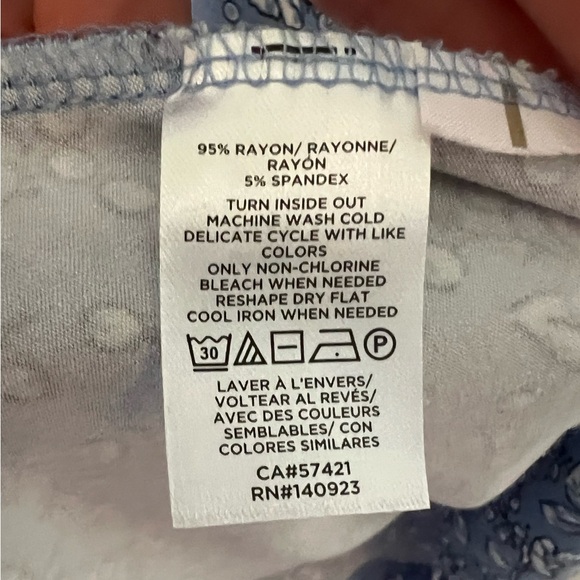 95% RAYON/ RAYONNE/
RAYÓN
5% SPANDEX
TURN INSIDE OUT
MACHINE WASH COLD
DELICATE CYCLE WITH LIKE
COLORS
ONLY NON-CHLORINE
BLEACH WHEN NEEDED
RESHAPE DRY FLAT
COOL IRON WHEN NEEDED
30 P
LAVER À L'ENVERS/
VOLTEAR AL REVÉS/
AVEC DES COULEURS
SEMBLABLES/ CON
COLORES SIMILARES
CA#57421
RN#140923